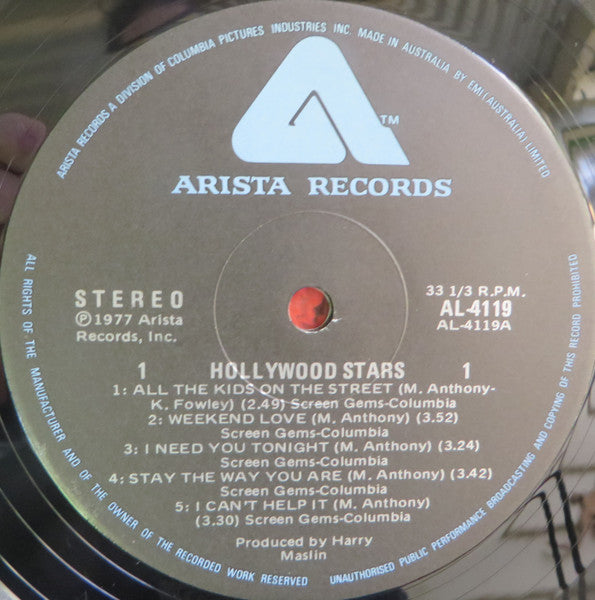 ARISTA RECORDS A DIVISION OF COLUMBIA PICTURES INDUSTRIES INC. MADE IN AUSTRALIA BY EMI (AUSTRALIA) LIMITED
TM
ARISTA RECORDS
STEREO
Ⓟ1977 Arista
Records, Inc.
33 1/3 R.P.M.
AL-4119
AL-4119A
1 HOLLYWOOD STARS 1
1: ALL THE KIDS ON THE STREET (M. Anthony-
K. Fowley) (2.49) Screen Gems-Columbia
2: WEEKEND LOVE (M. Anthony) (3.52)
Screen Gems-Columbia
3: I NEED YOU TONIGHT (M. Anthony) (3.24)
Screen Gems-Columbia
4: STAY THE WAY YOU ARE (M. Anthony) (3.42)
Screen Gems-Columbia
5: I CAN'T HELP IT (M. Anthony)
(3.30) Screen Gems-Columbia
Produced by Harry
Maslin
ALL RIGHTS OF THE MANUFACTURER AND OF THE OWNER OF THE RECORDED WORK RESERVED
UNAUTHORISED PUBLIC PERFORMANCE BROADCASTING AND COPYING OF THIS RECORD PROHIBITED